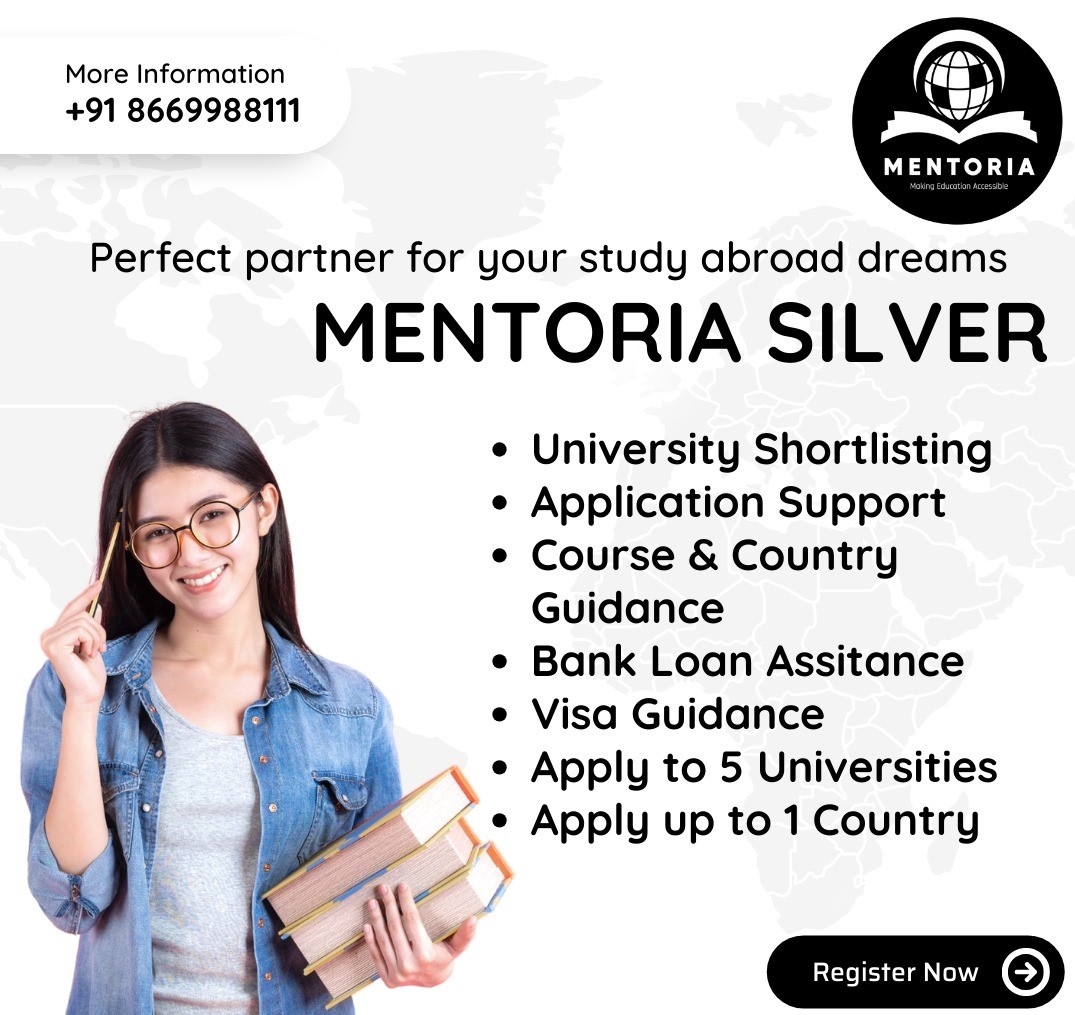 More Information
+91 8669988111
MENTORIA
Making Education Accessible
Perfect partner for your study abroad dreams
MENTORIA SILVER
• University Shortlisting
• Application Support
• Course & Country
Guidance
• Bank Loan Assitance
• Visa Guidance
• Apply to 5 Universities
• Apply up to 1 Country
Register Now